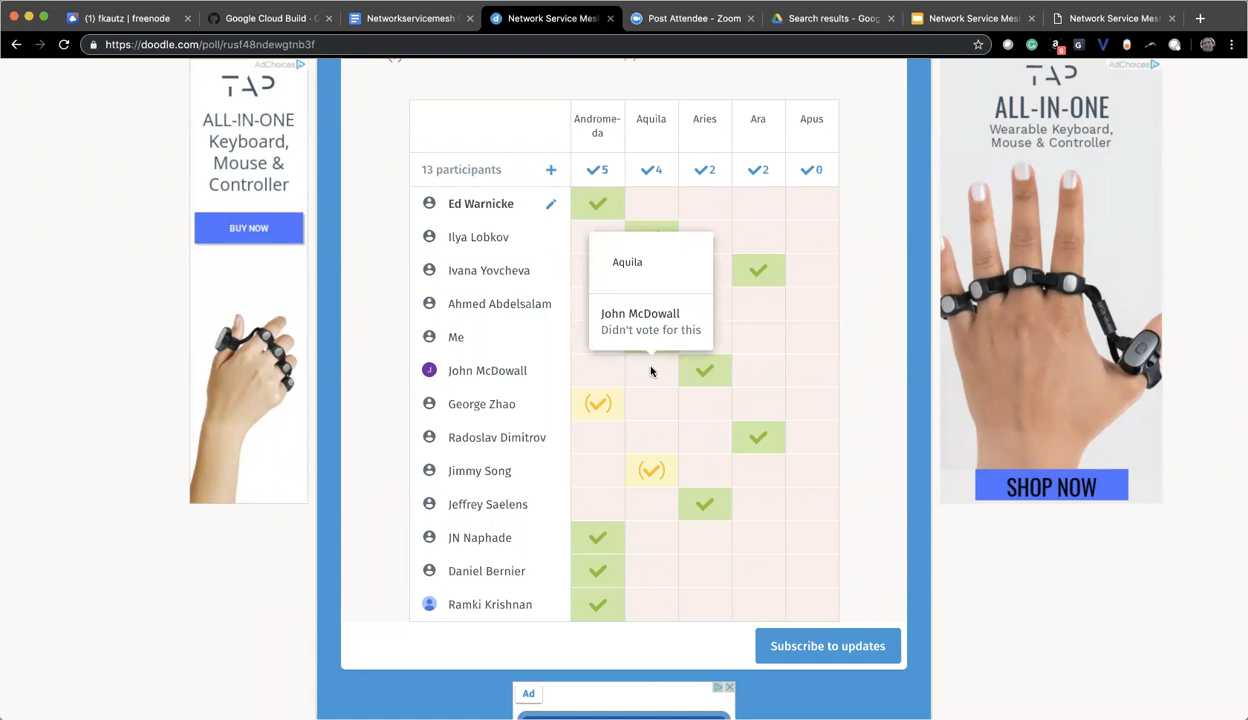 (1) fkautz | freenode
Google Cloud Build - G
Networkservicemesh
Network Service Mes
Post Attendee - Zoom
Search results - Goog
Network Service Mes
Network Service Mes
https://doodle.com/poll/rusf48ndewgtnb3f
AdChoices
TAP
ALL-IN-ONE
Keyboard,
Mouse &
Controller
BUY NOW
Androme-
da
Aquila
Aries
Ara
Apus
13 participants
5
4
2
2
0
Ed Warnicke
Ilya Lobkov
Ivana Yovcheva
Ahmed Abdelsalam
Me
J
John McDowall
George Zhao
Radoslav Dimitrov
Jimmy Song
Jeffrey Saelens
JN Naphade
Daniel Bernier
Ramki Krishnan
Aquila
John McDowall
Didn't vote for this
Subscribe to updates
Ad
AdChoices
TAP
ALL-IN-ONE
Wearable Keyboard,
Mouse & Controller
SHOP NOW